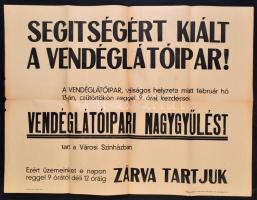 SEGITSÉGÉRT KIÁLT
A VENDÉGLÁTÓIPAR!
A VENDÉGLÁTÓIPAR, válságos helyzete miatt február hó
13-án, csütörtökön reggel 9 órai kezdettel
VENDÉGLÁTÓIPARI NAGYGYŰLÉST
tart a Városi Szinházban
Ezért üzemeinket e napon
reggel 9 órától déli 12 óráig ZÁRVA TARTJUK